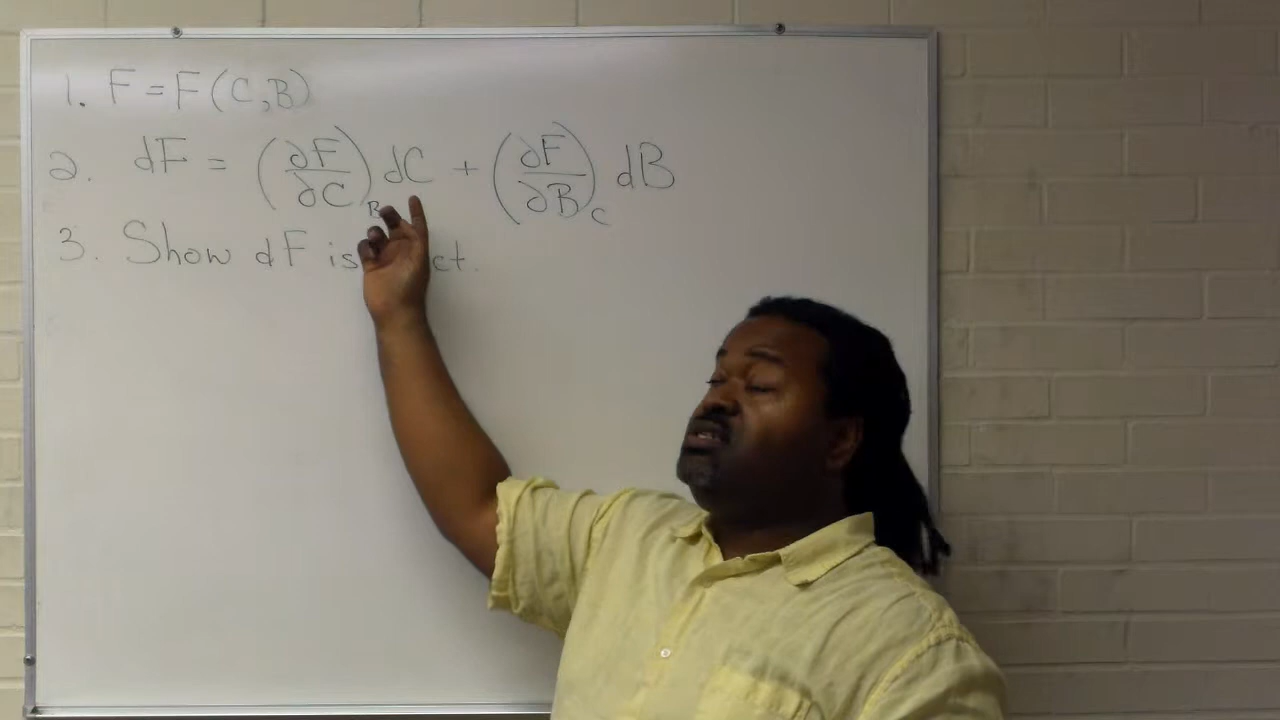 1. F = F(C,B)
2. dF = (∂F/∂C)_B dC + (∂F/∂B)_C dB
3. Show dF is